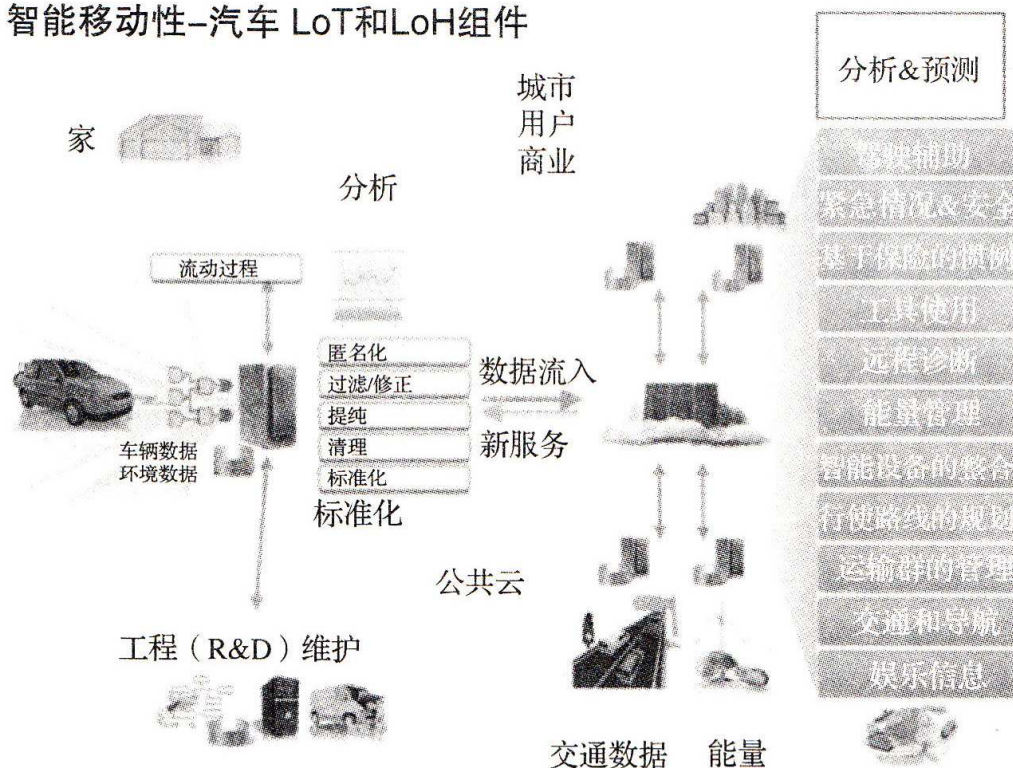 智能移动性–汽车 LoT和LoH组件
分析&预测
城市
用户
商业
家
分析
流动过程
匿名化
过滤/修正
提纯
清理
标准化
标准化
数据流入
新服务
车辆数据
环境数据
公共云
工程（R&D）维护
交通数据
能量
驾驶辅助
紧急情况&安全
基于保险的惯例
工具使用
远程诊断
能量管理
智能设备的整合
行使路线的规划
运输群的管理
交通和导航
娱乐信息